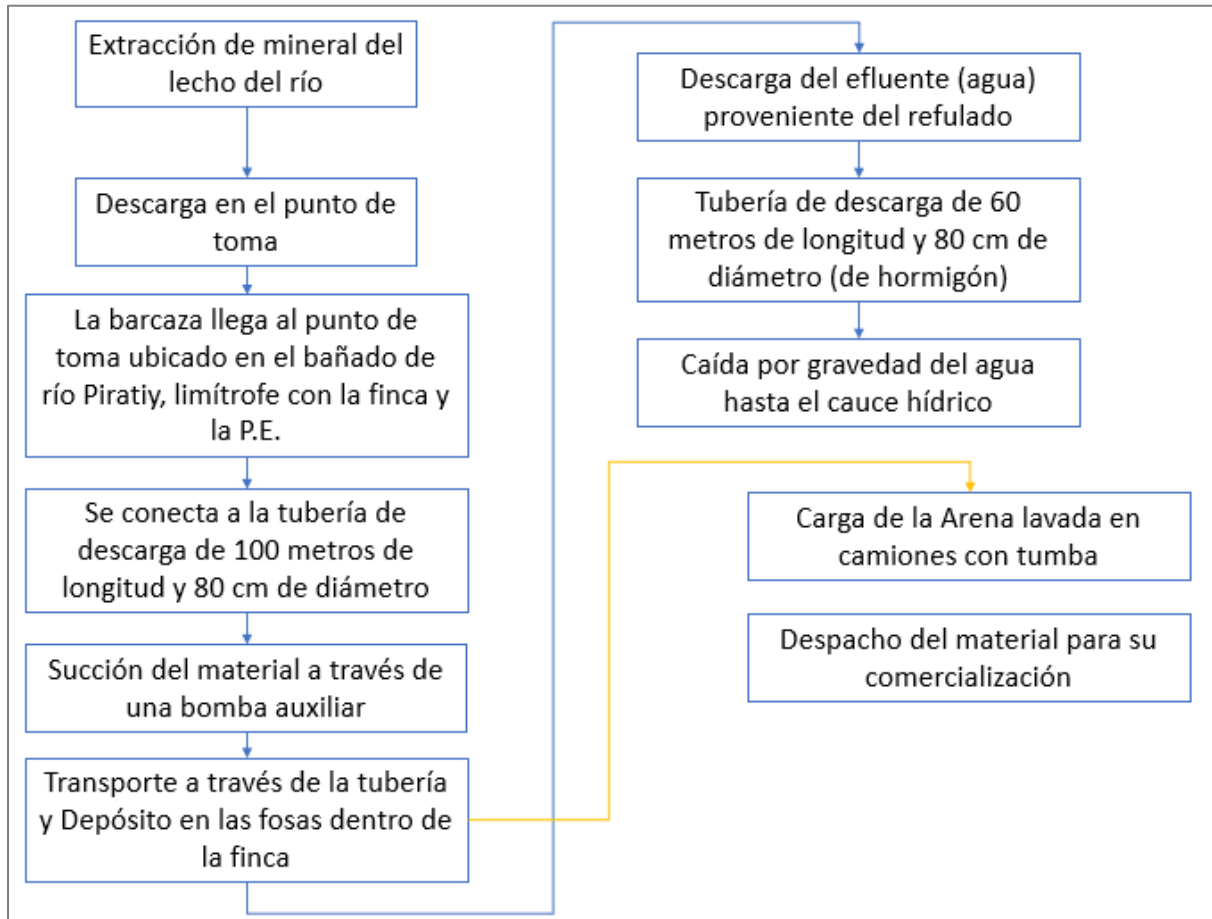 Extracción de mineral del
lecho del río
Descarga en el punto de
toma
La barcaza llega al punto de
toma ubicado en el bañado de
río Piratiy, limítrofe con la finca y
la P.E.
Se conecta a la tubería de
descarga de 100 metros de
longitud y 80 cm de diámetro
Succión del material a través de
una bomba auxiliar
Transporte a través de la tubería
y Depósito en las fosas dentro de
la finca
Descarga del efluente (agua)
proveniente del refulado
Tubería de descarga de 60
metros de longitud y 80 cm de
diámetro (de hormigón)
Caída por gravedad del agua
hasta el cauce hídrico
Carga de la Arena lavada en
camiones con tumba
Despacho del material para su
comercialización